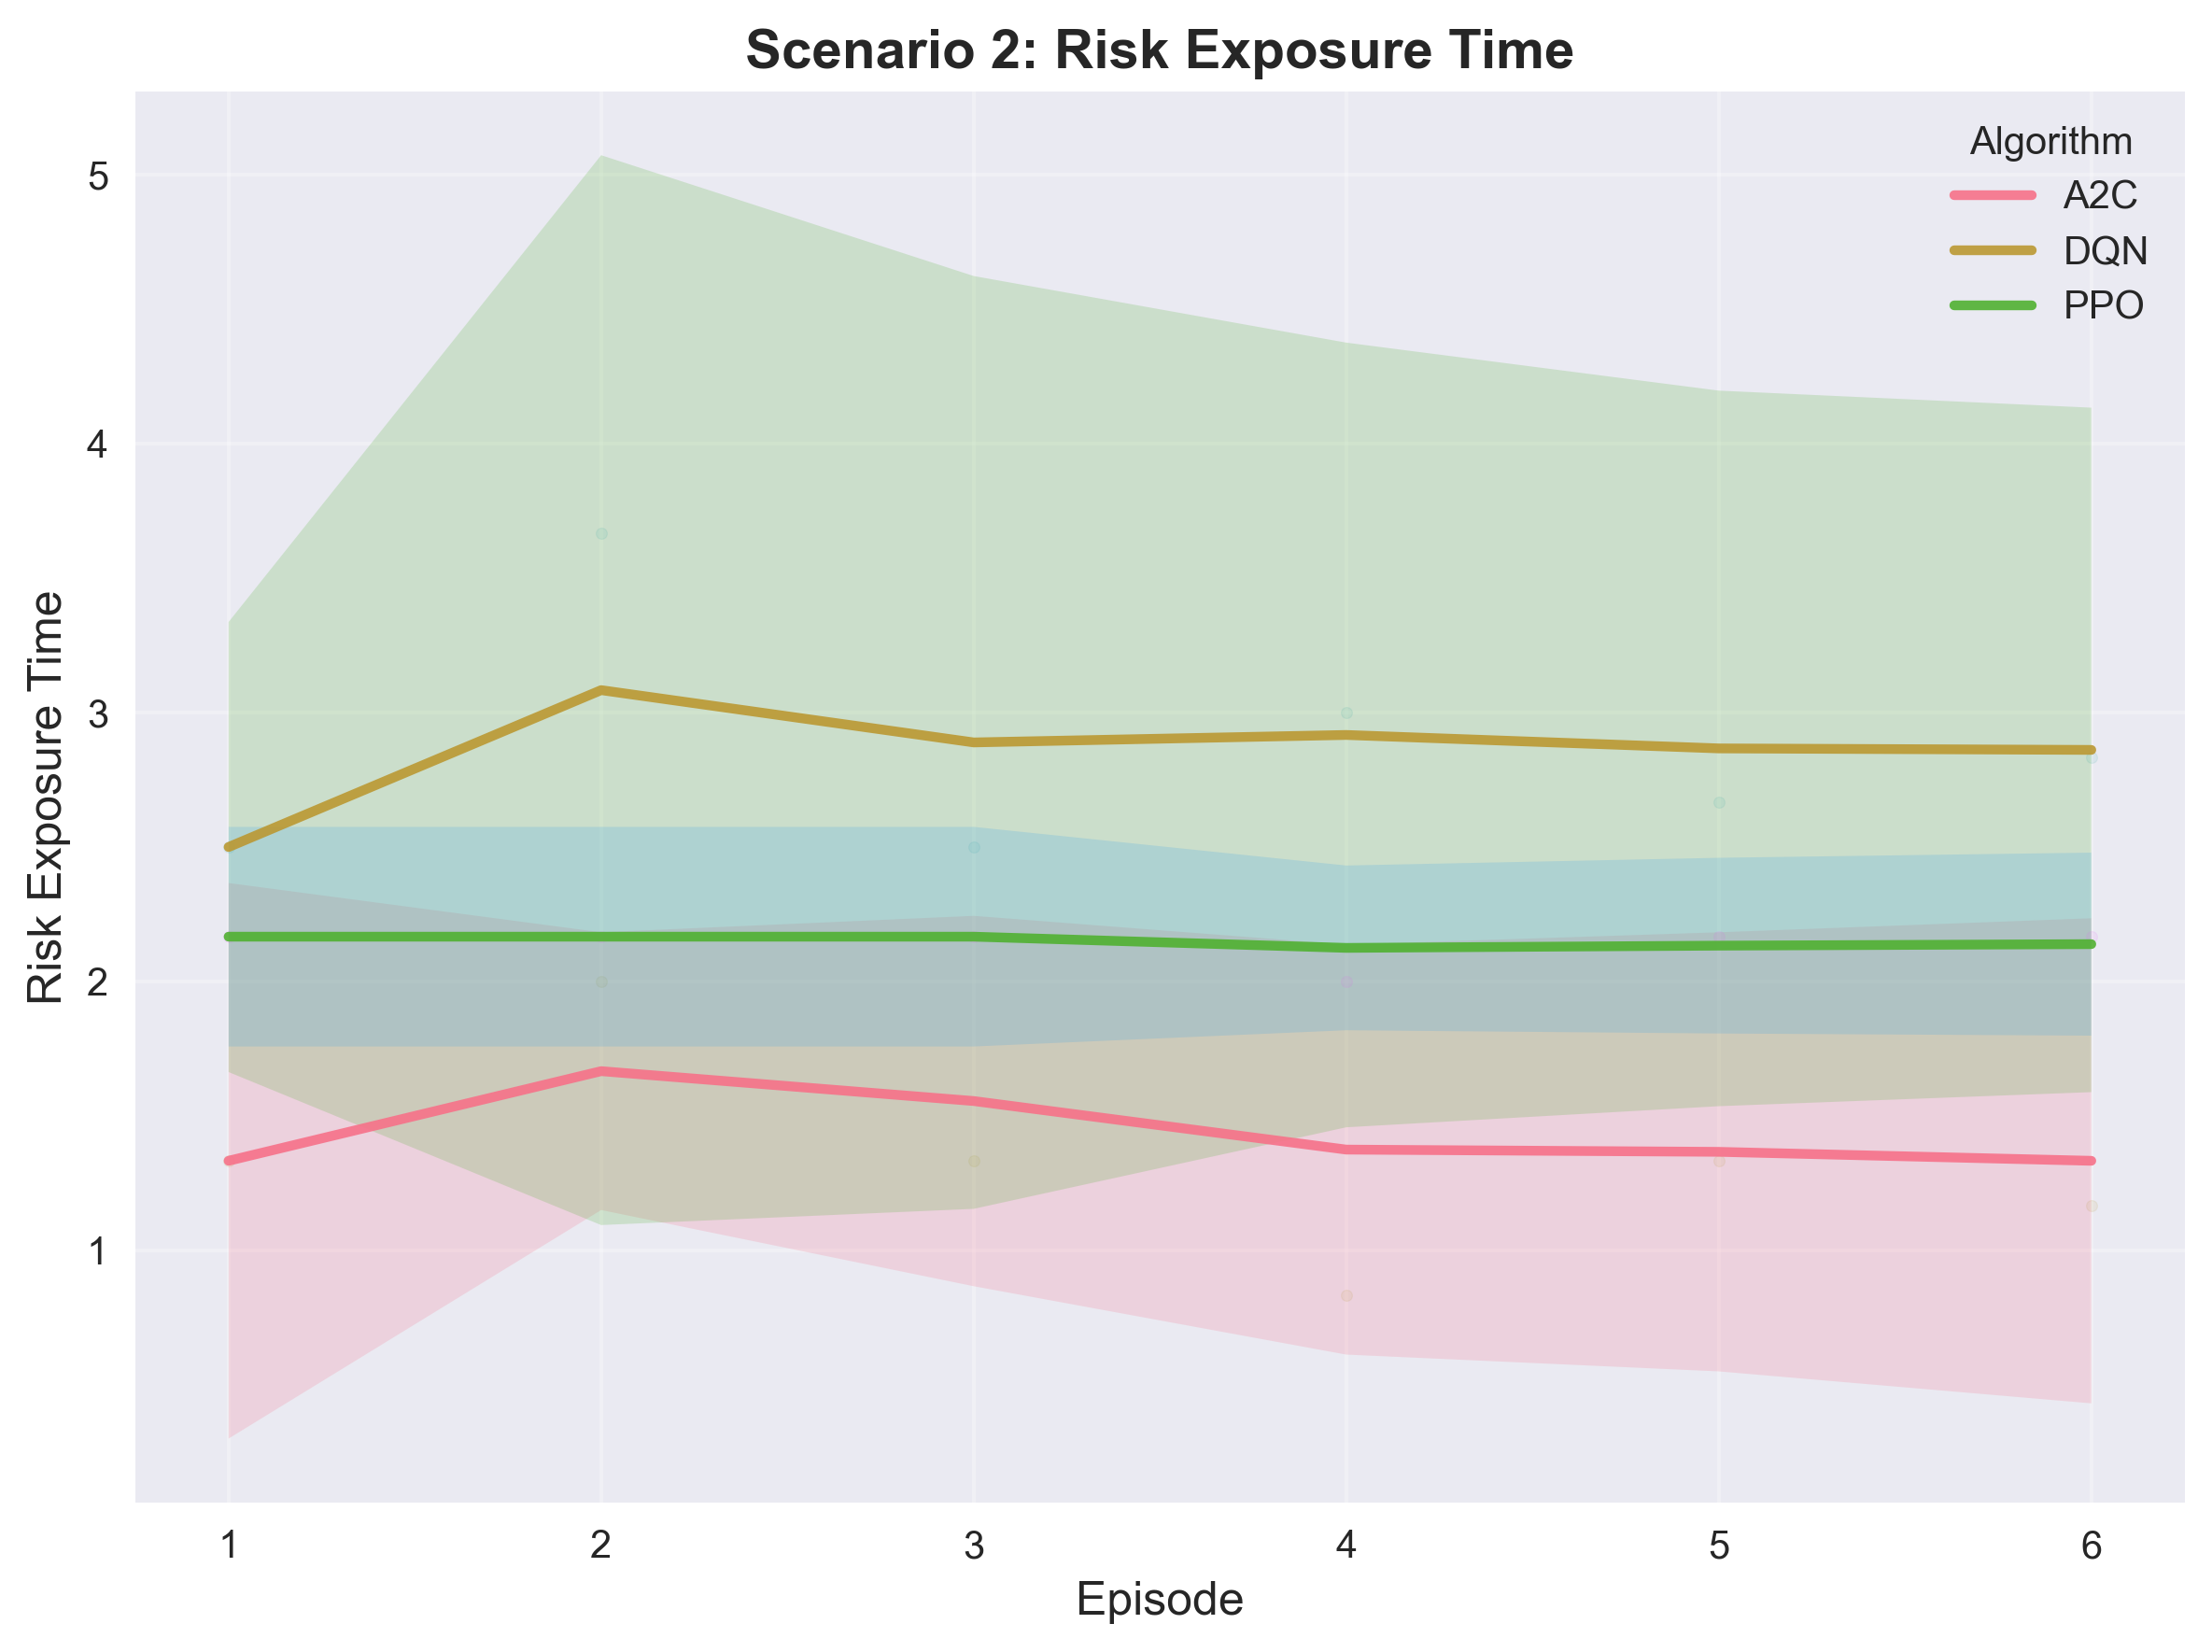 Scenario 2: Risk Exposure Time
Algorithm
A2C
DQN
PPO
5
4
3
2
1
Risk Exposure Time
1 2 3 4 5 6
Episode